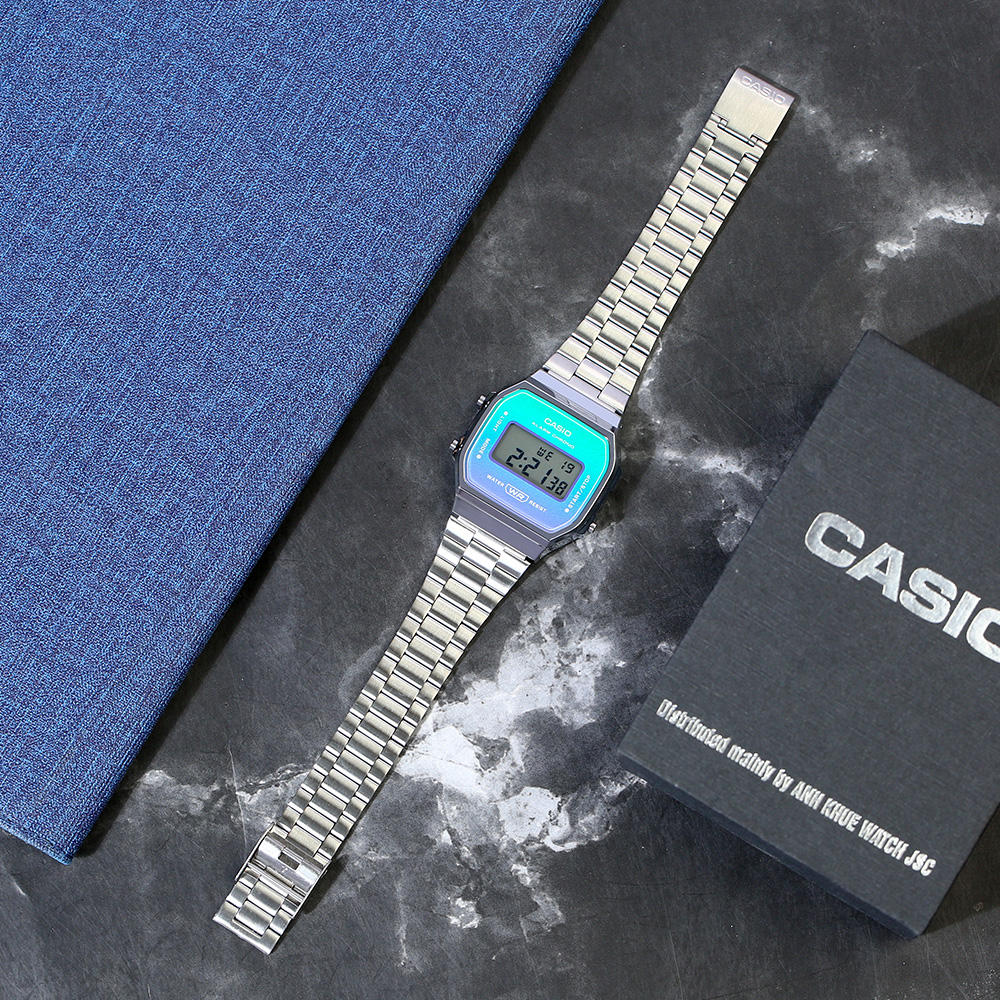 CASIO
CASIO
ALARM CHRONO
LIGHT
MODE
WE 19
2:21 38
START/STOP
WATER WR RESIST
CASIO
Distributed mainly by ANH KHUE WATCH JSC